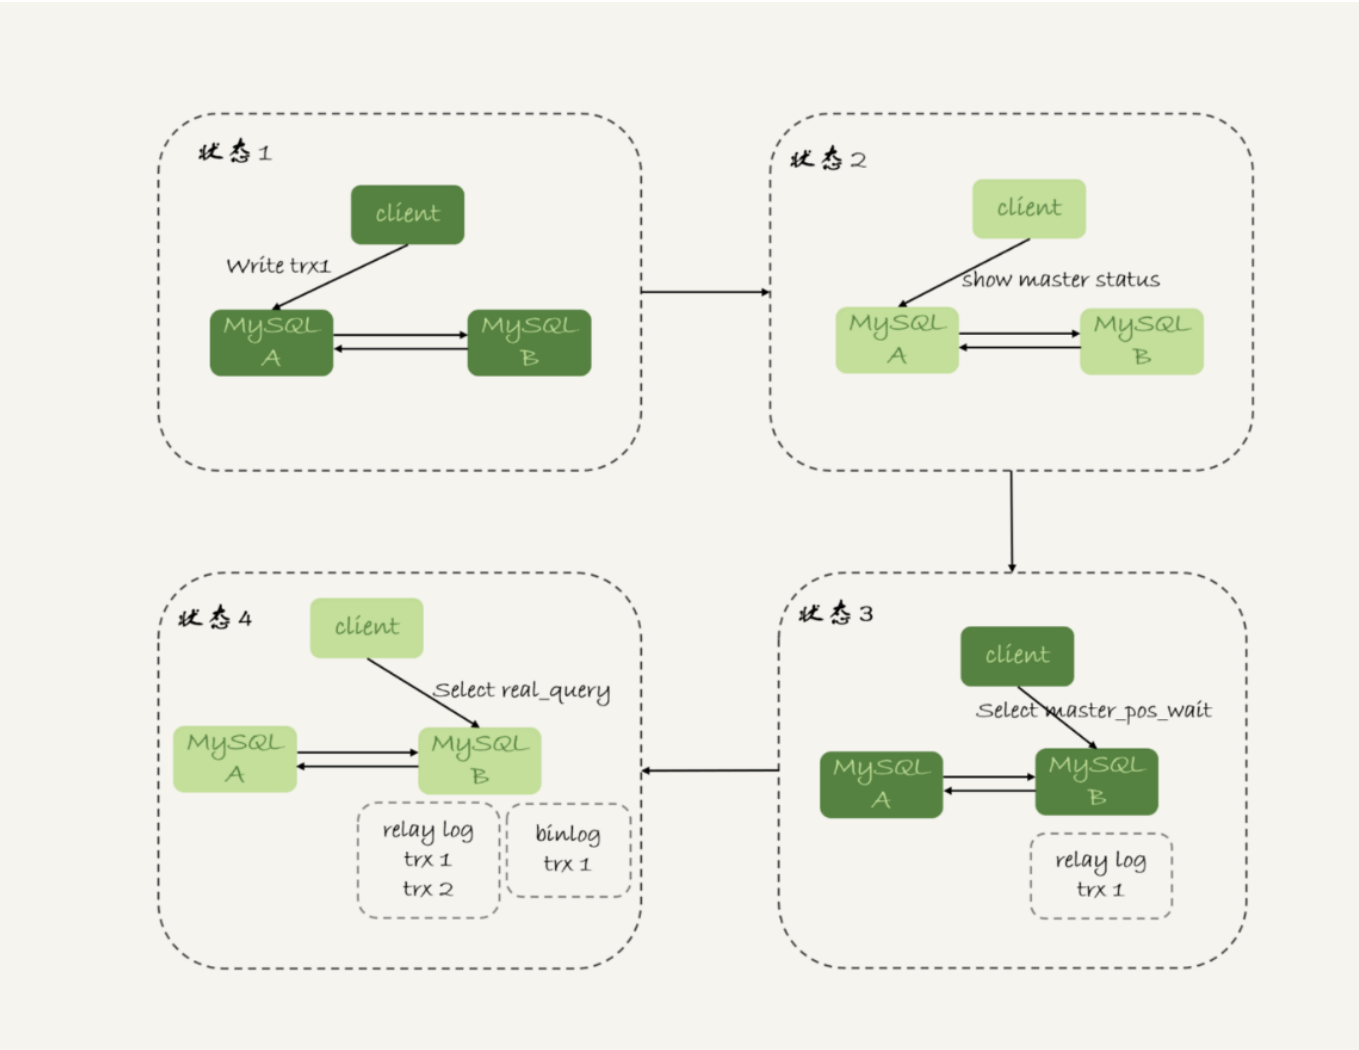 状态1
client
Write trx1
MySQL
A
MySQL
B
状态2
client
show master status
MySQL
A
MySQL
B
状态4
client
Select real_query
MySQL
A
MySQL
B
relay log
trx 1
trx 2
binlog
trx 1
状态3
client
Select master_pos_wait
MySQL
A
MySQL
B
relay log
trx 1